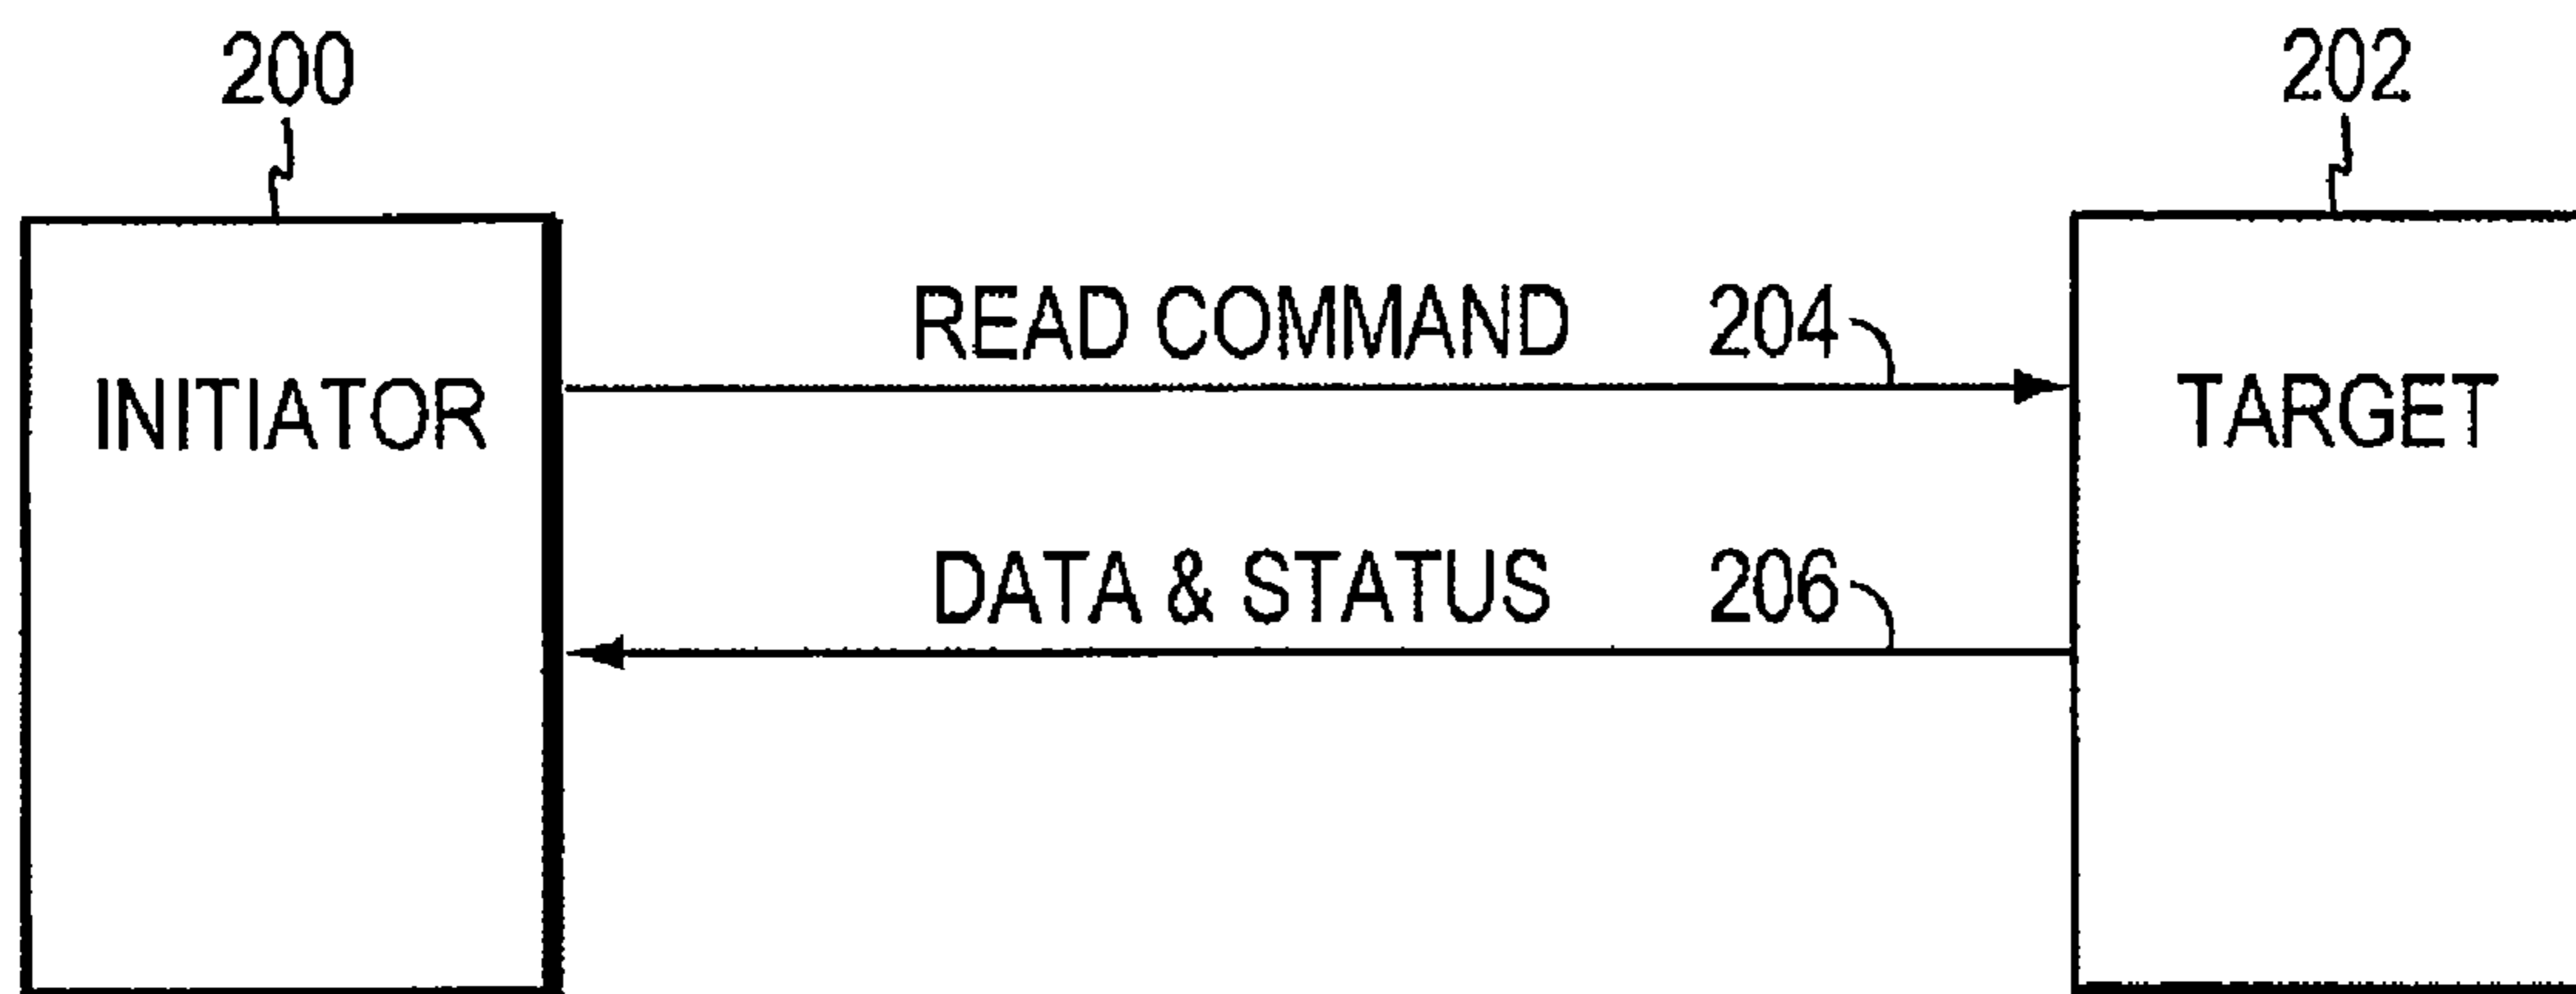 200
202
READ COMMAND 204
INITIATOR
TARGET
DATA & STATUS 206